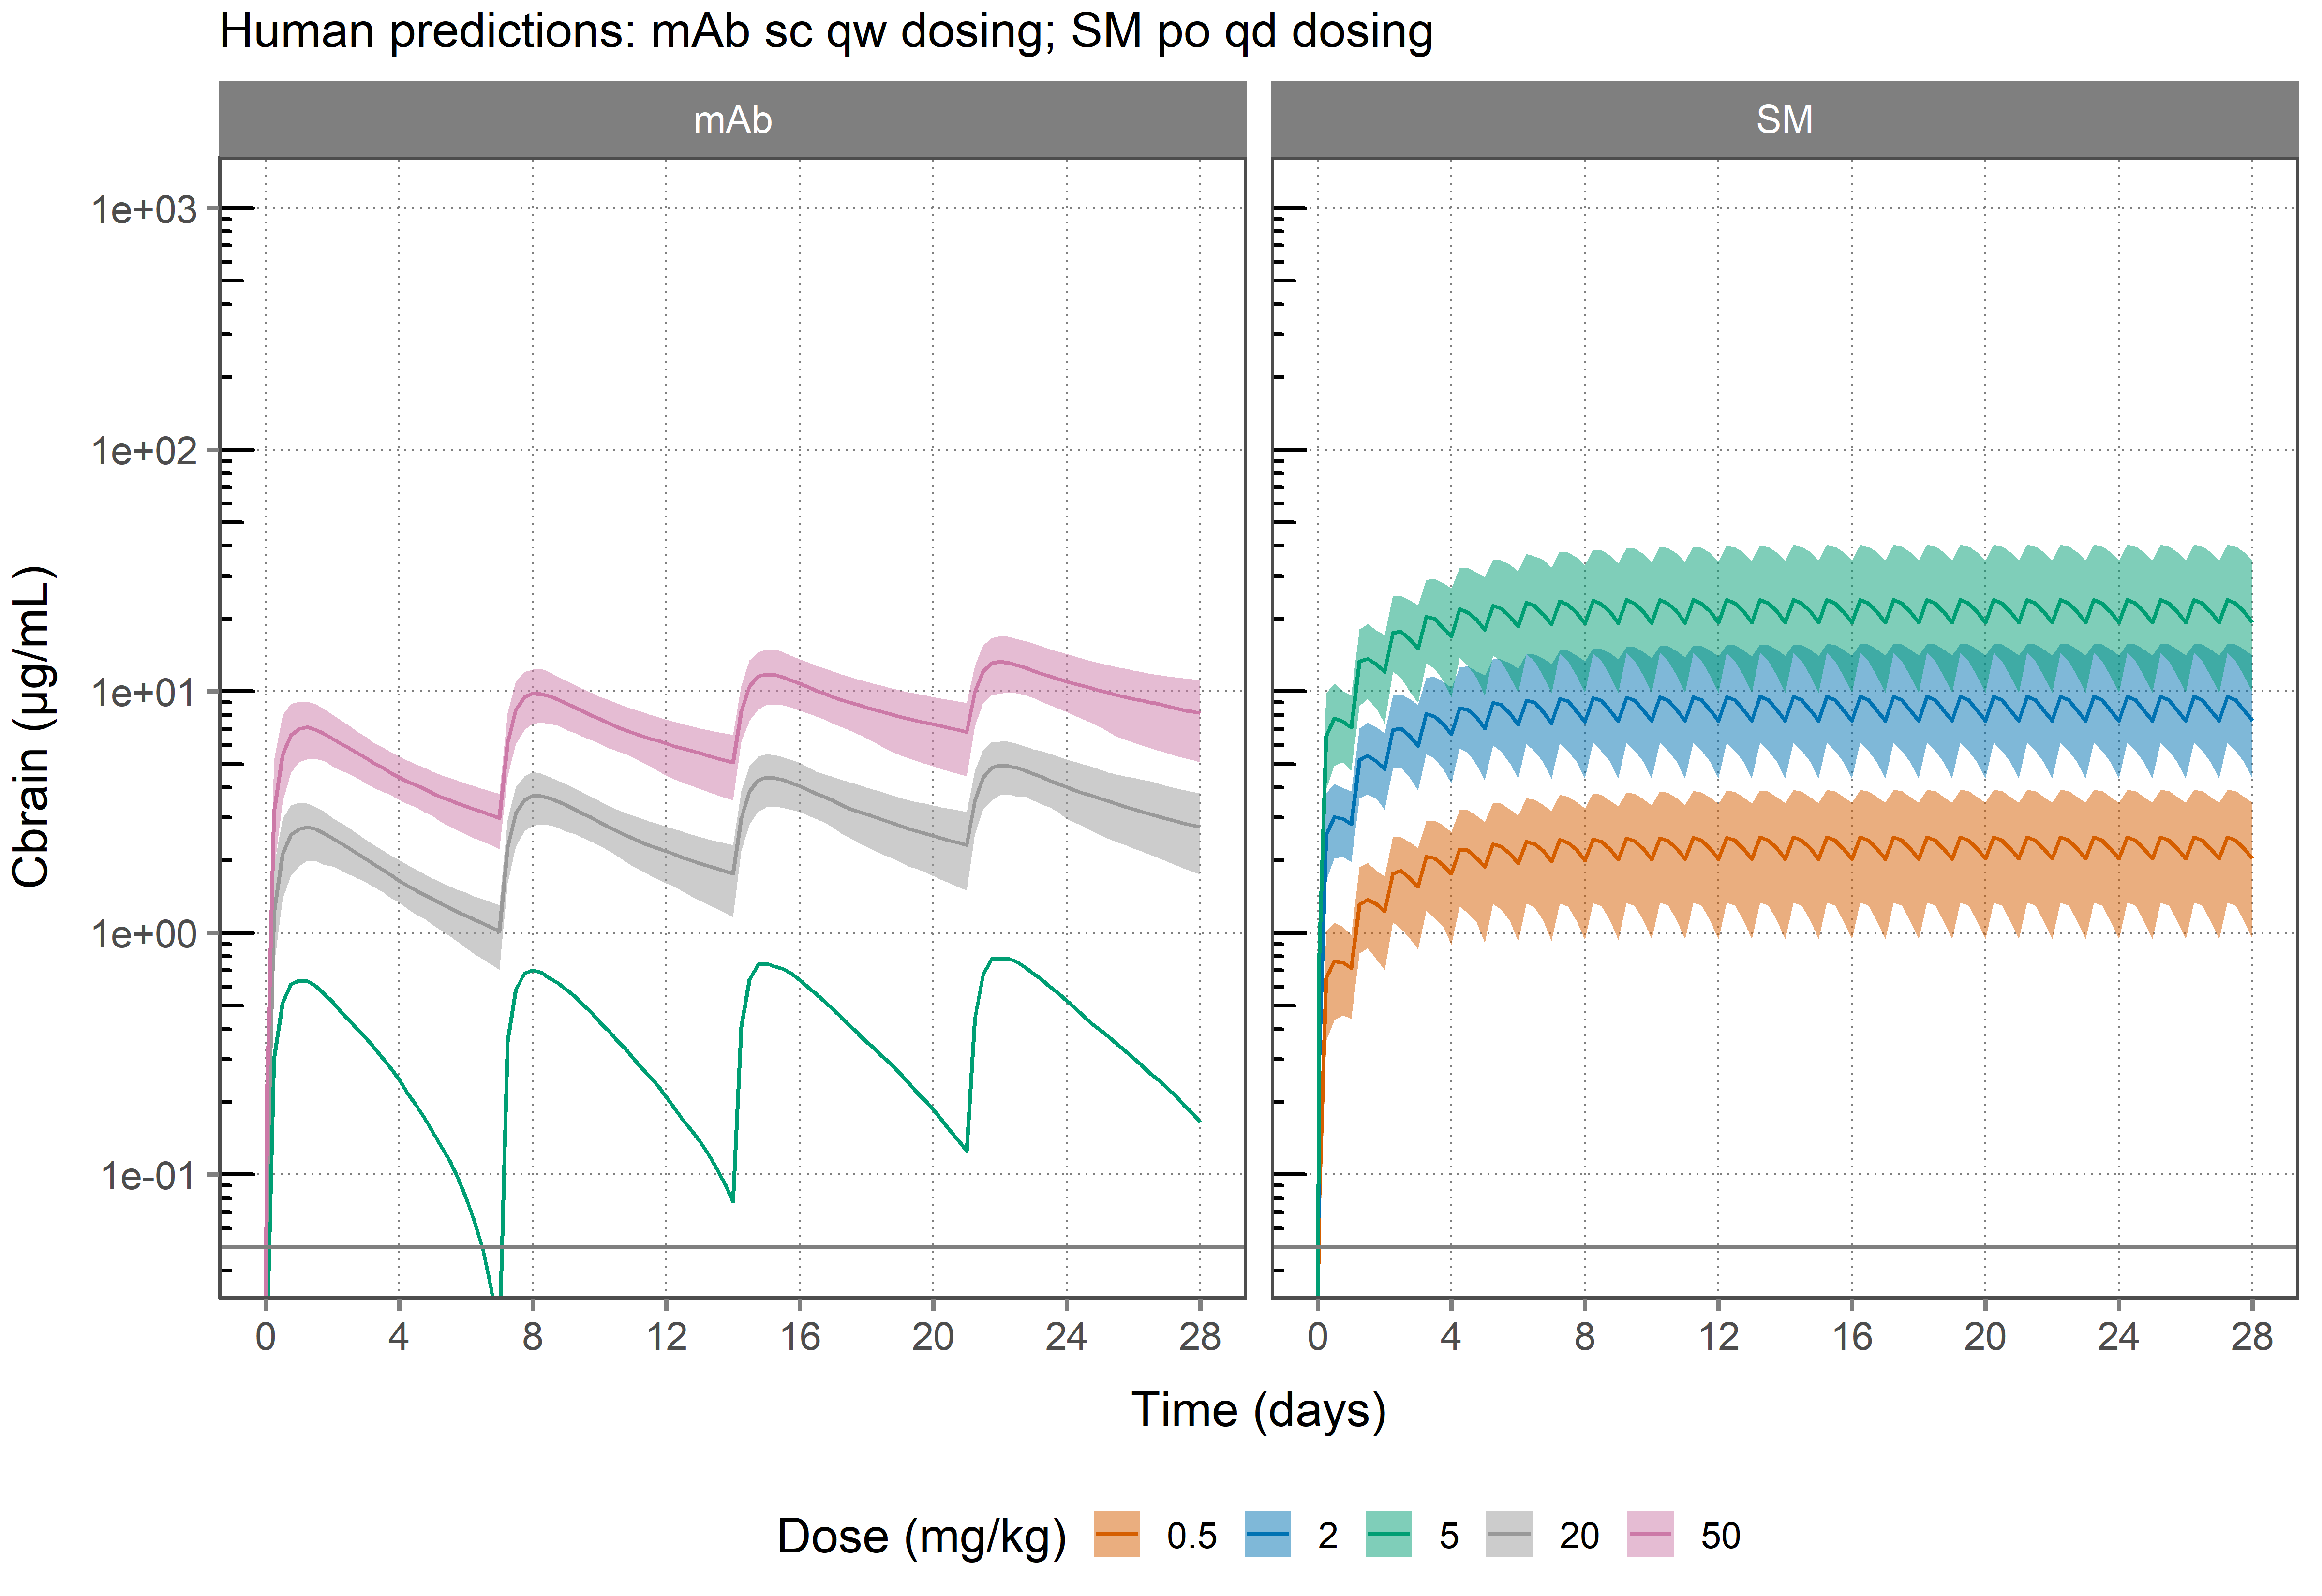 Human predictions: mAb sc qw dosing; SM po qd dosing
mAb
SM
1e+03
1e+02
1e+01
1e+00
1e-01
Cbrain (µg/mL)
0 4 8 12 16 20 24 28
0 4 8 12 16 20 24 28
Time (days)
Dose (mg/kg) 0.5 2 5 20 50